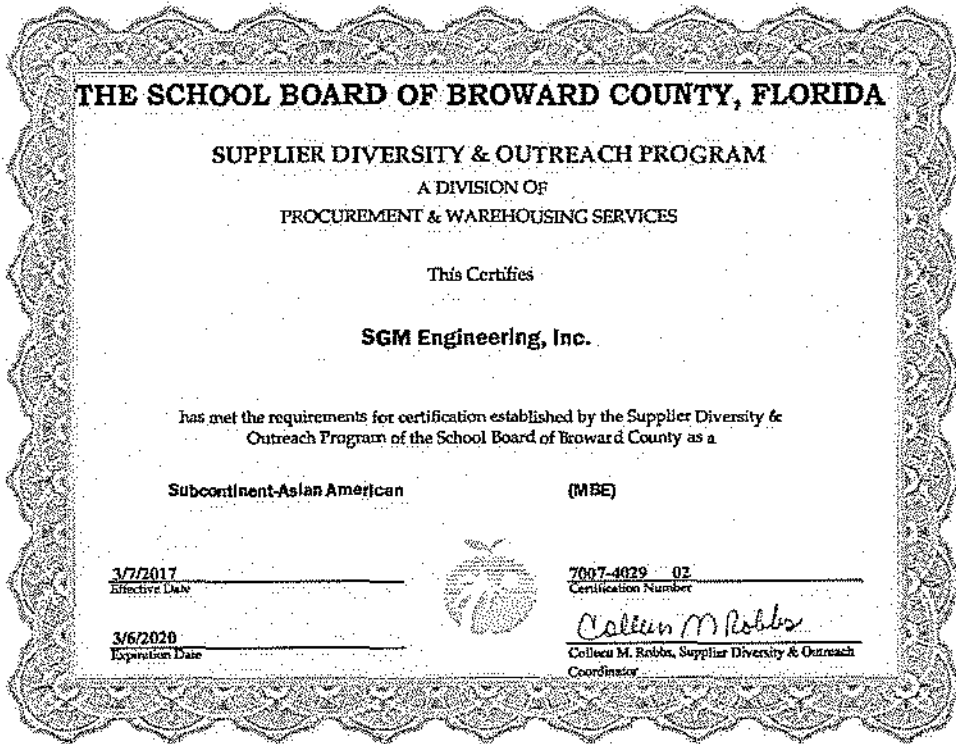 THE SCHOOL BOARD OF BROWARD COUNTY, FLORIDA
SUPPLIER DIVERSITY & OUTREACH PROGRAM
A DIVISION OF
PROCUREMENT & WAREHOUSING SERVICES
This Certifies
SGM Engineering, Inc.
has met the requirements for certification established by the Supplier Diversity &
Outreach Program of the School Board of Broward County as a
Subcontinent-Asian American (MBE)
3/7/2017
Effective Date
7007-4029 02
Certification Number
Colleen M Robbs
3/6/2020
Expiration Date
Colleen M. Robbs, Supplier Diversity & Outreach
Coordinator